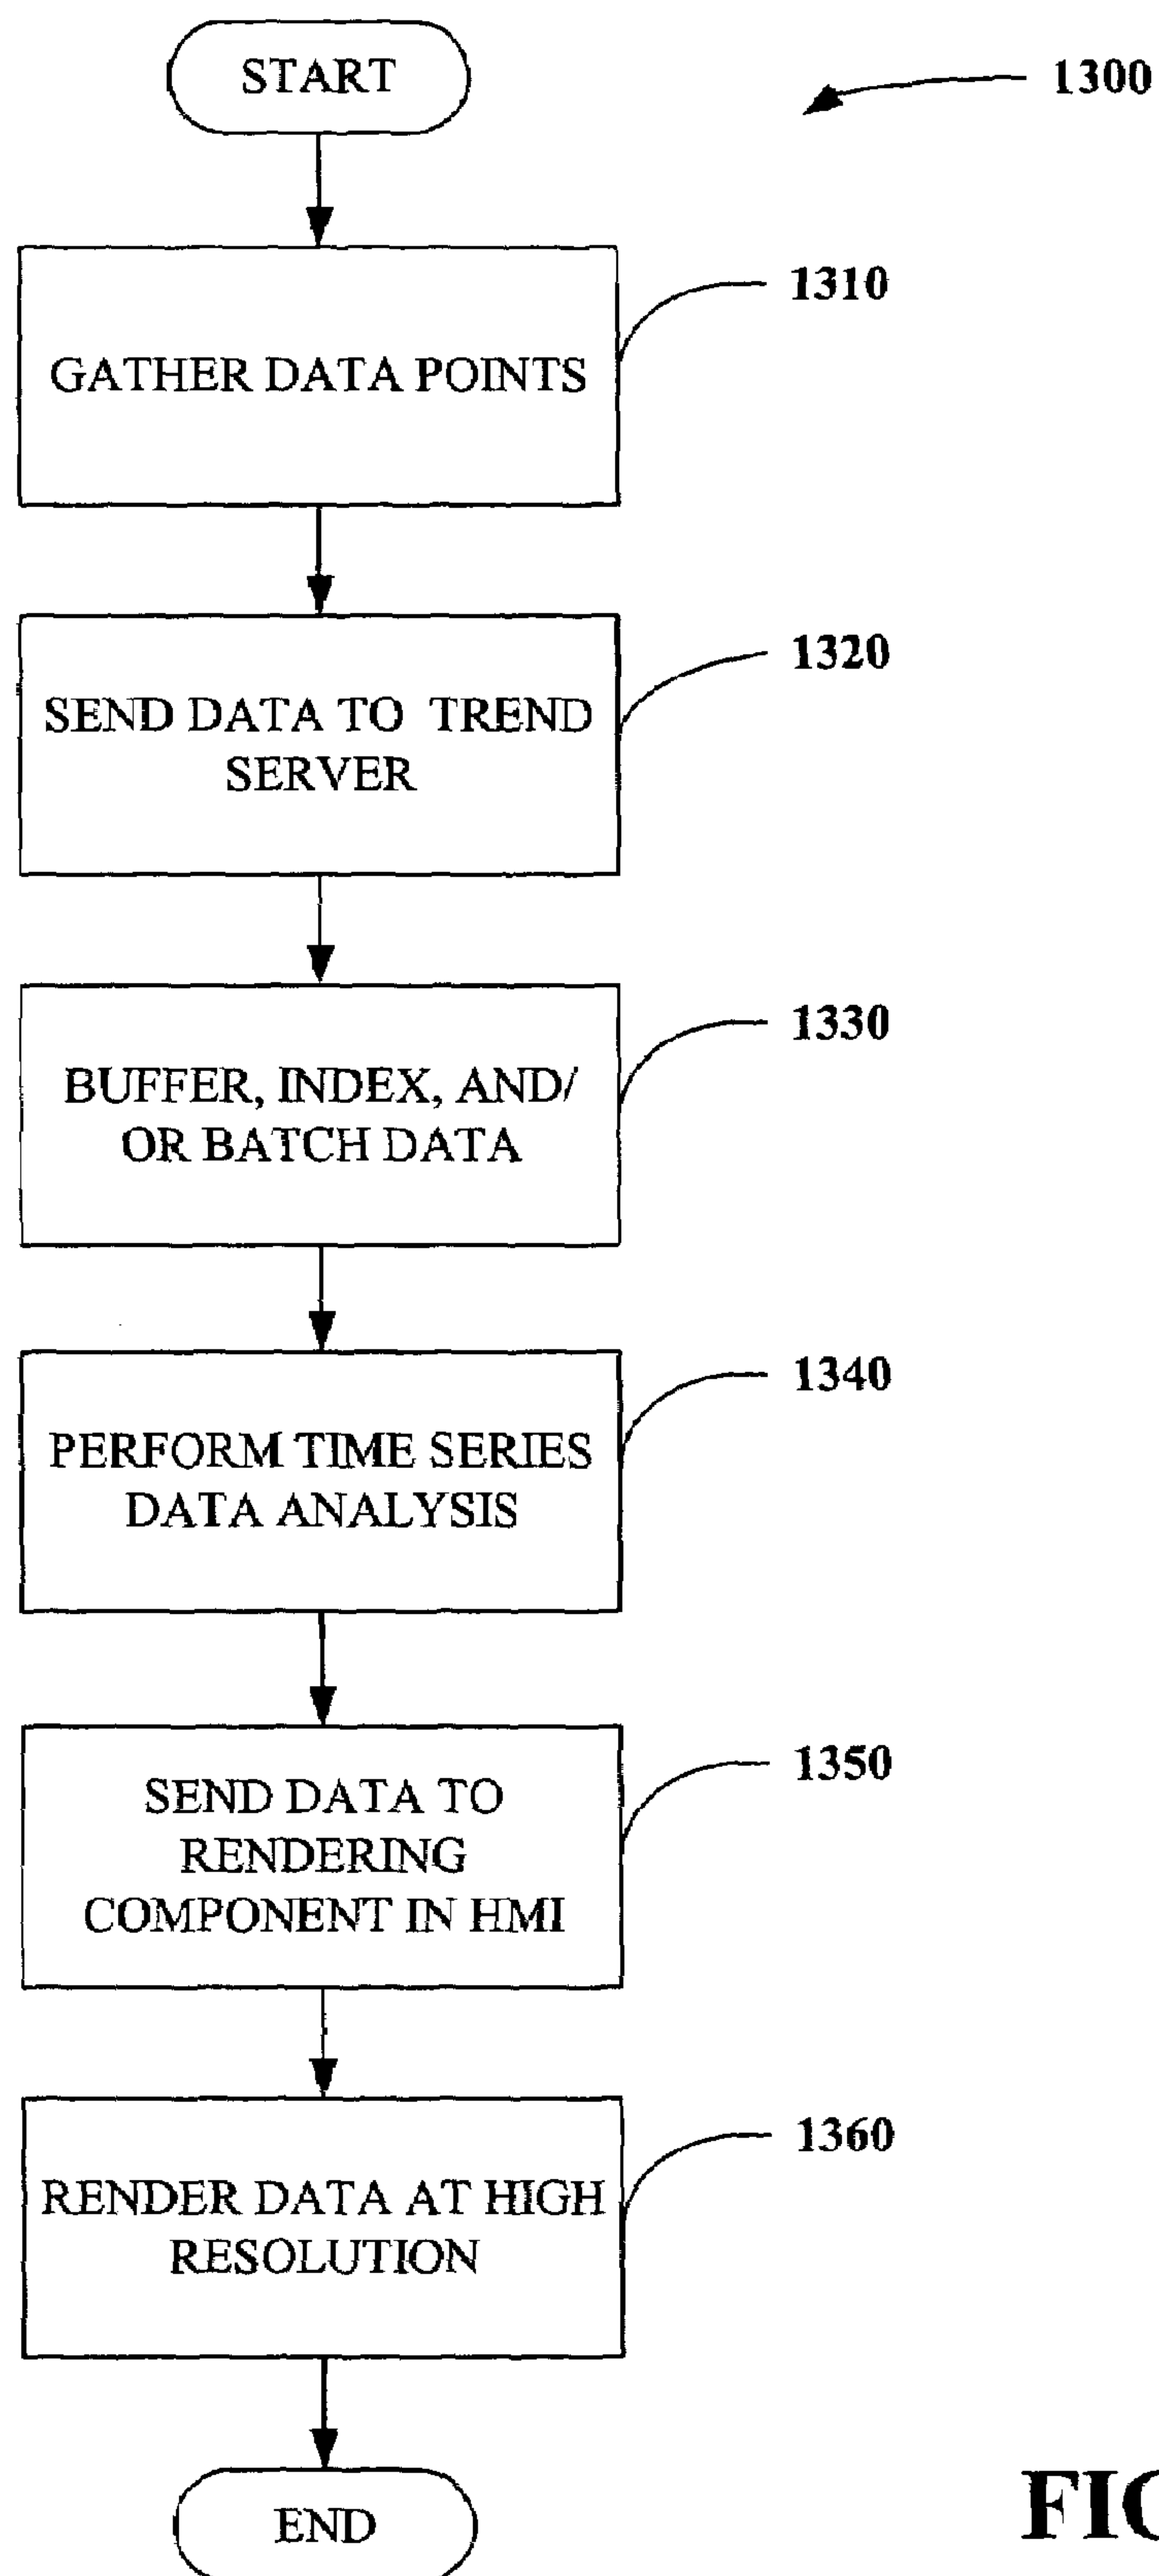 START
1300
1310
GATHER DATA POINTS
1320
SEND DATA TO TREND
SERVER
1330
BUFFER, INDEX, AND/
OR BATCH DATA
1340
PERFORM TIME SERIES
DATA ANALYSIS
1350
SEND DATA TO
RENDERING
COMPONENT IN HMI
1360
RENDER DATA AT HIGH
RESOLUTION
END